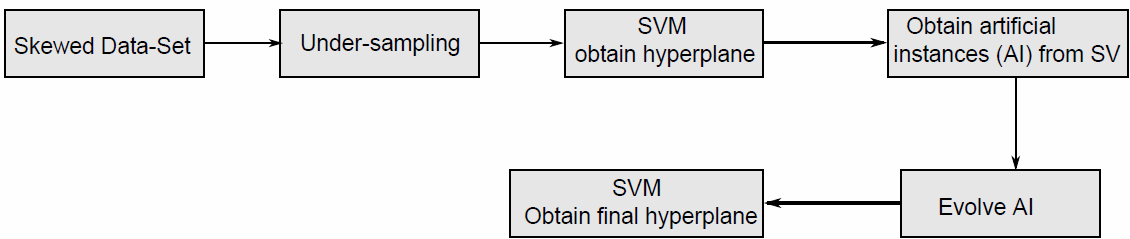 Skewed Data-Set
Under-sampling
SVM
obtain hyperplane
Obtain artificial
instances (AI) from SV
Evolve AI
SVM
Obtain final hyperplane